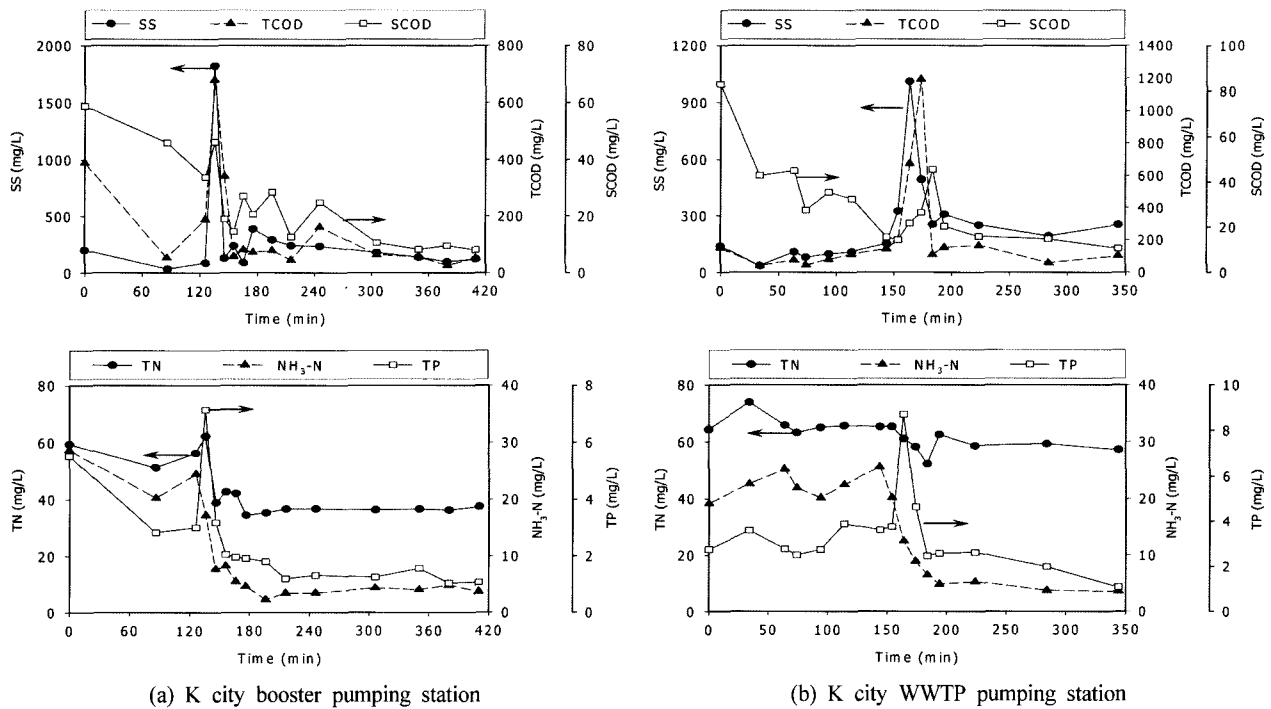 SS TCOD SCOD
2000 1500 1000 500 0
SS (mg/L)
800 600 400 200 0
TCOD (mg/L)
80 60 40 20 0
SCOD (mg/L)
0 60 120 180 240 300 360 420
Time (min)
SS TCOD SCOD
1200 900 600 300 0
SS (mg/L)
1400 1200 1000 800 600 400 200 0
TCOD (mg/L)
100 80 60 40 20 0
SCOD (mg/L)
0 50 100 150 200 250 300 350
Time (min)
TN NH₃-N TP
80 60 40 20 0
TN (mg/L)
40 30 20 10 0
NH₃-N (mg/L)
8 6 4 2 0
TP (mg/L)
0 60 120 180 240 300 360 420
Time (min)
TN NH₃-N TP
80 60 40 20 0
TN (mg/L)
40 30 20 10 0
NH₃-N (mg/L)
10 8 6 4 2 0
TP (mg/L)
0 50 100 150 200 250 300 350
Time (min)
(a) K city booster pumping station
(b) K city WWTP pumping station